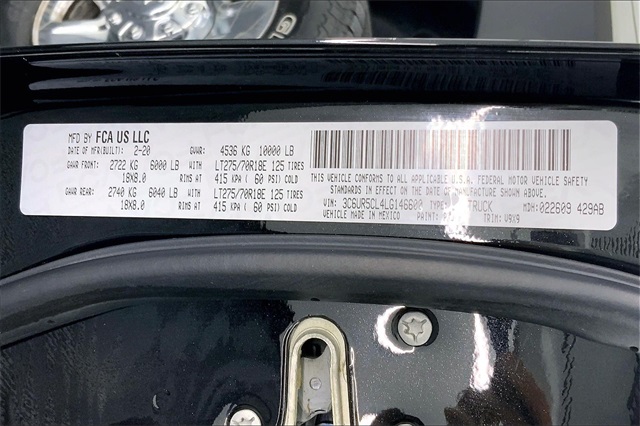 MFD BY FCA US LLC
DATE OF MFR(BUILT): 2-20 GVWR: 4536 KG 10000 LB
GAWR FRONT: 2722 KG 6000 LB WITH LT275/70R18E 125 TIRES
18X8.0 RIMS AT 415 KPA ( 60 PSI) COLD
GAWR REAR: 2740 KG 6040 LB WITH LT275/70R18E 125 TIRES
18X8.0 RIMS AT 415 KPA ( 60 PSI) COLD
THIS VEHICLE CONFORMS TO ALL APPLICABLE U.S.A. FEDERAL MOTOR VEHICLE SAFETY
STANDARDS IN EFFECT ON THE DATE OF MANUFACTURE SHOWN ABOVE.
VIN: TYPE: TRUCK MDH: 022609 429AB
VEHICLE MADE IN MEXICO PAINT: TRIM: V9X9